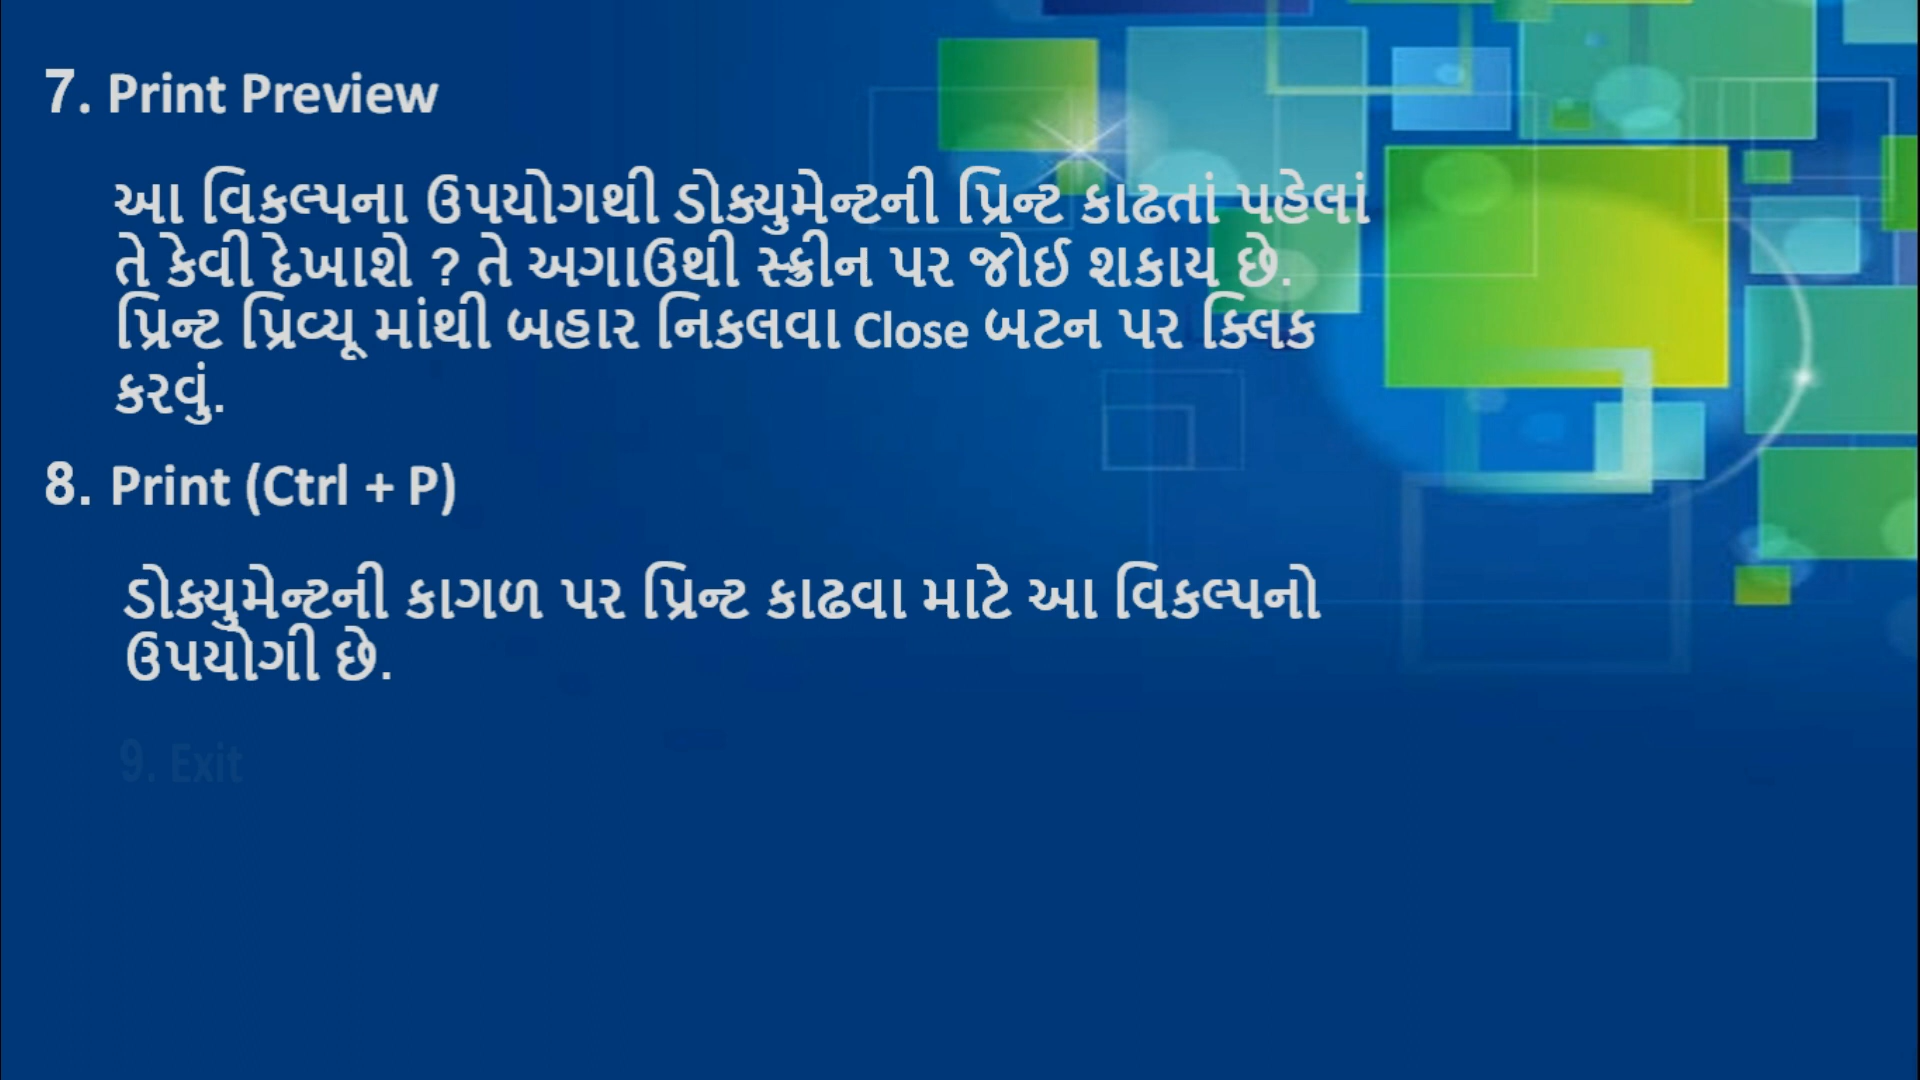 7. Print Preview
આ વિકલ્પના ઉપયોગથી ડોક્યુમેન્ટની પ્રિન્ટ કાઢતાં પહેલાં
તે કેવી દેખાશે ? તે અગાઉથી સ્ક્રીન પર જોઈ શકાય છે.
પ્રિન્ટ પ્રિવ્યૂ માંથી બહાર નિકલવા Close બટન પર ક્લિક
કરવું.
8. Print (Ctrl + P)
ડોક્યુમેન્ટની કાગળ પર પ્રિન્ટ કાઢવા માટે આ વિકલ્પનો
ઉપયોગી છે.
9. Exit